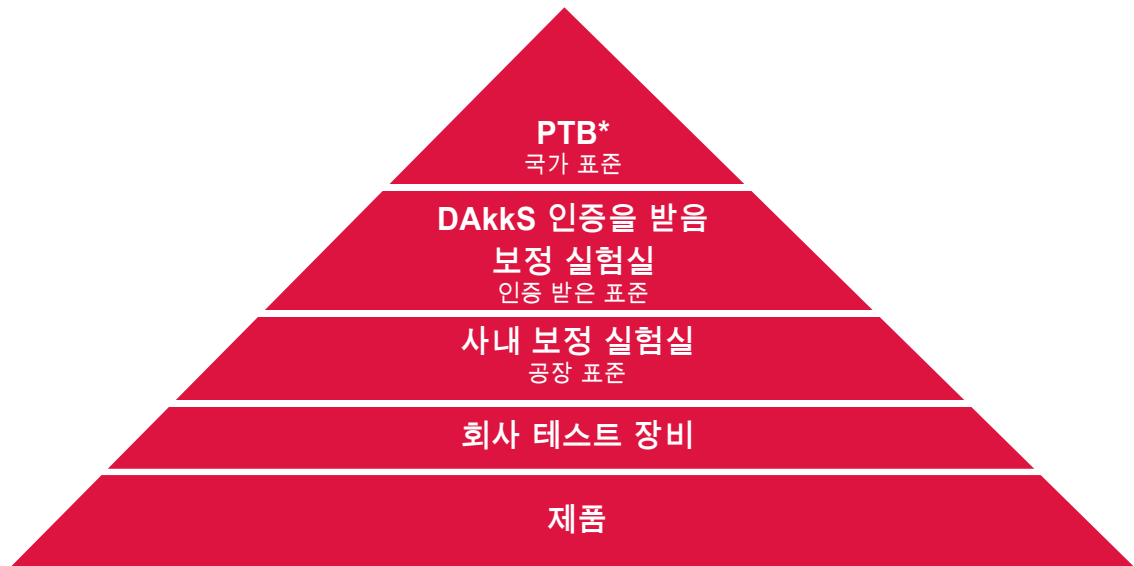 PTB*
국가 표준
DAkkS 인증을 받음
보정 실험실
인증 받은 표준
사내 보정 실험실
공장 표준
회사 테스트 장비
제품